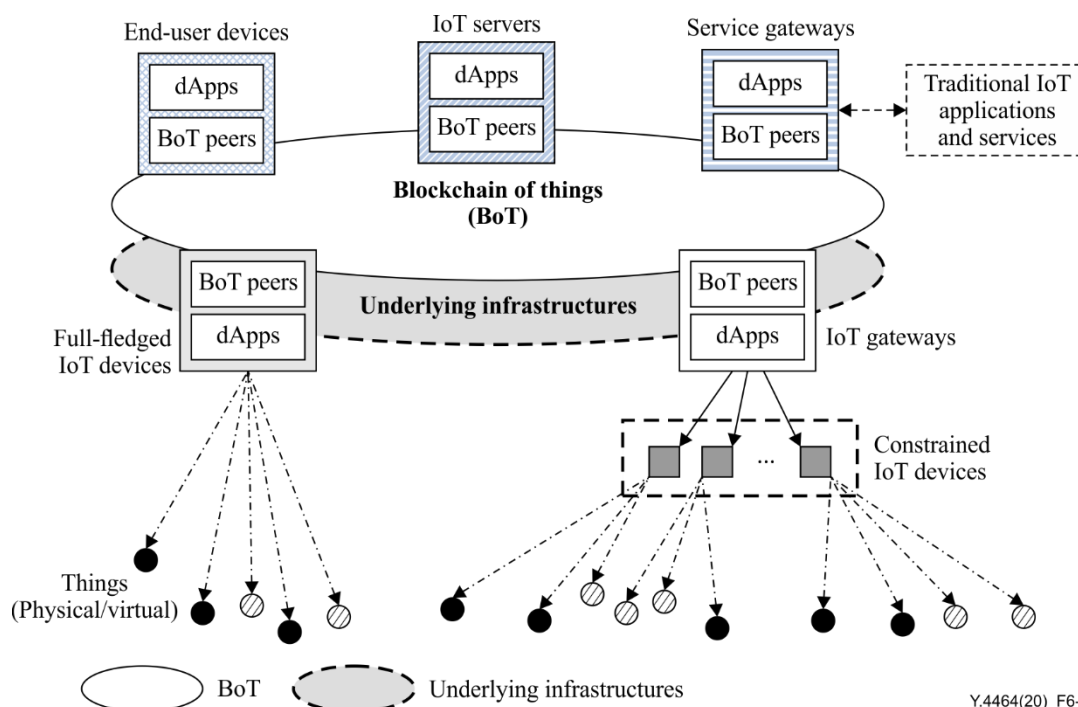 End-user devices
IoT servers
Service gateways
dApps
BoT peers
dApps
BoT peers
dApps
BoT peers
Traditional IoT
applications
and services
Blockchain of things
(BoT)
BoT peers
dApps
Underlying infrastructures
BoT peers
dApps
Full-fledged
IoT devices
IoT gateways
...
Constrained
IoT devices
Things
(Physical/virtual)
BoT
Underlying infrastructures
Y.4464(20)_F6-